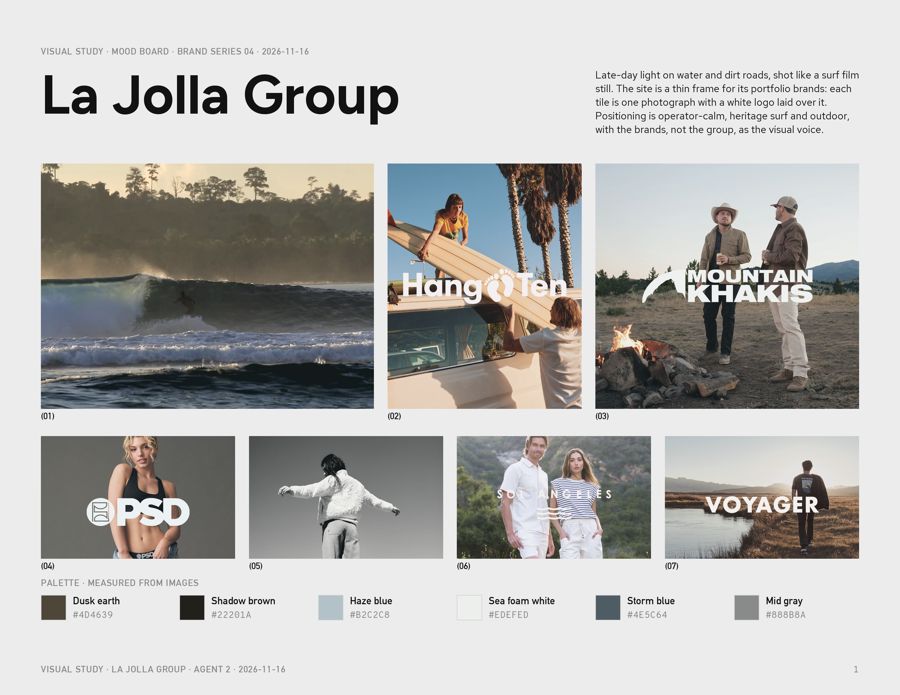 VISUAL STUDY · MOOD BOARD · BRAND SERIES 04 · 2026-11-16
La Jolla Group
Late-day light on water and dirt roads, shot like a surf film
still. The site is a thin frame for its portfolio brands: each
tile is one photograph with a white logo laid over it.
Positioning is operator-calm, heritage surf and outdoor,
with the brands, not the group, as the visual voice.
Hang Ten
MOUNTAIN
KHAKIS
(01)
(02)
(03)
PSD
PSD
SOL ANGELES
VOYAGER
(04)
(05)
(06)
(07)
PALETTE · MEASURED FROM IMAGES
Dusk earth
#4D4639
Shadow brown
#22201A
Haze blue
#B2C2C8
Sea foam white
#EDEFED
Storm blue
#4E5C64
Mid gray
#888B8A
VISUAL STUDY · LA JOLLA GROUP · AGENT 2 · 2026-11-16
1